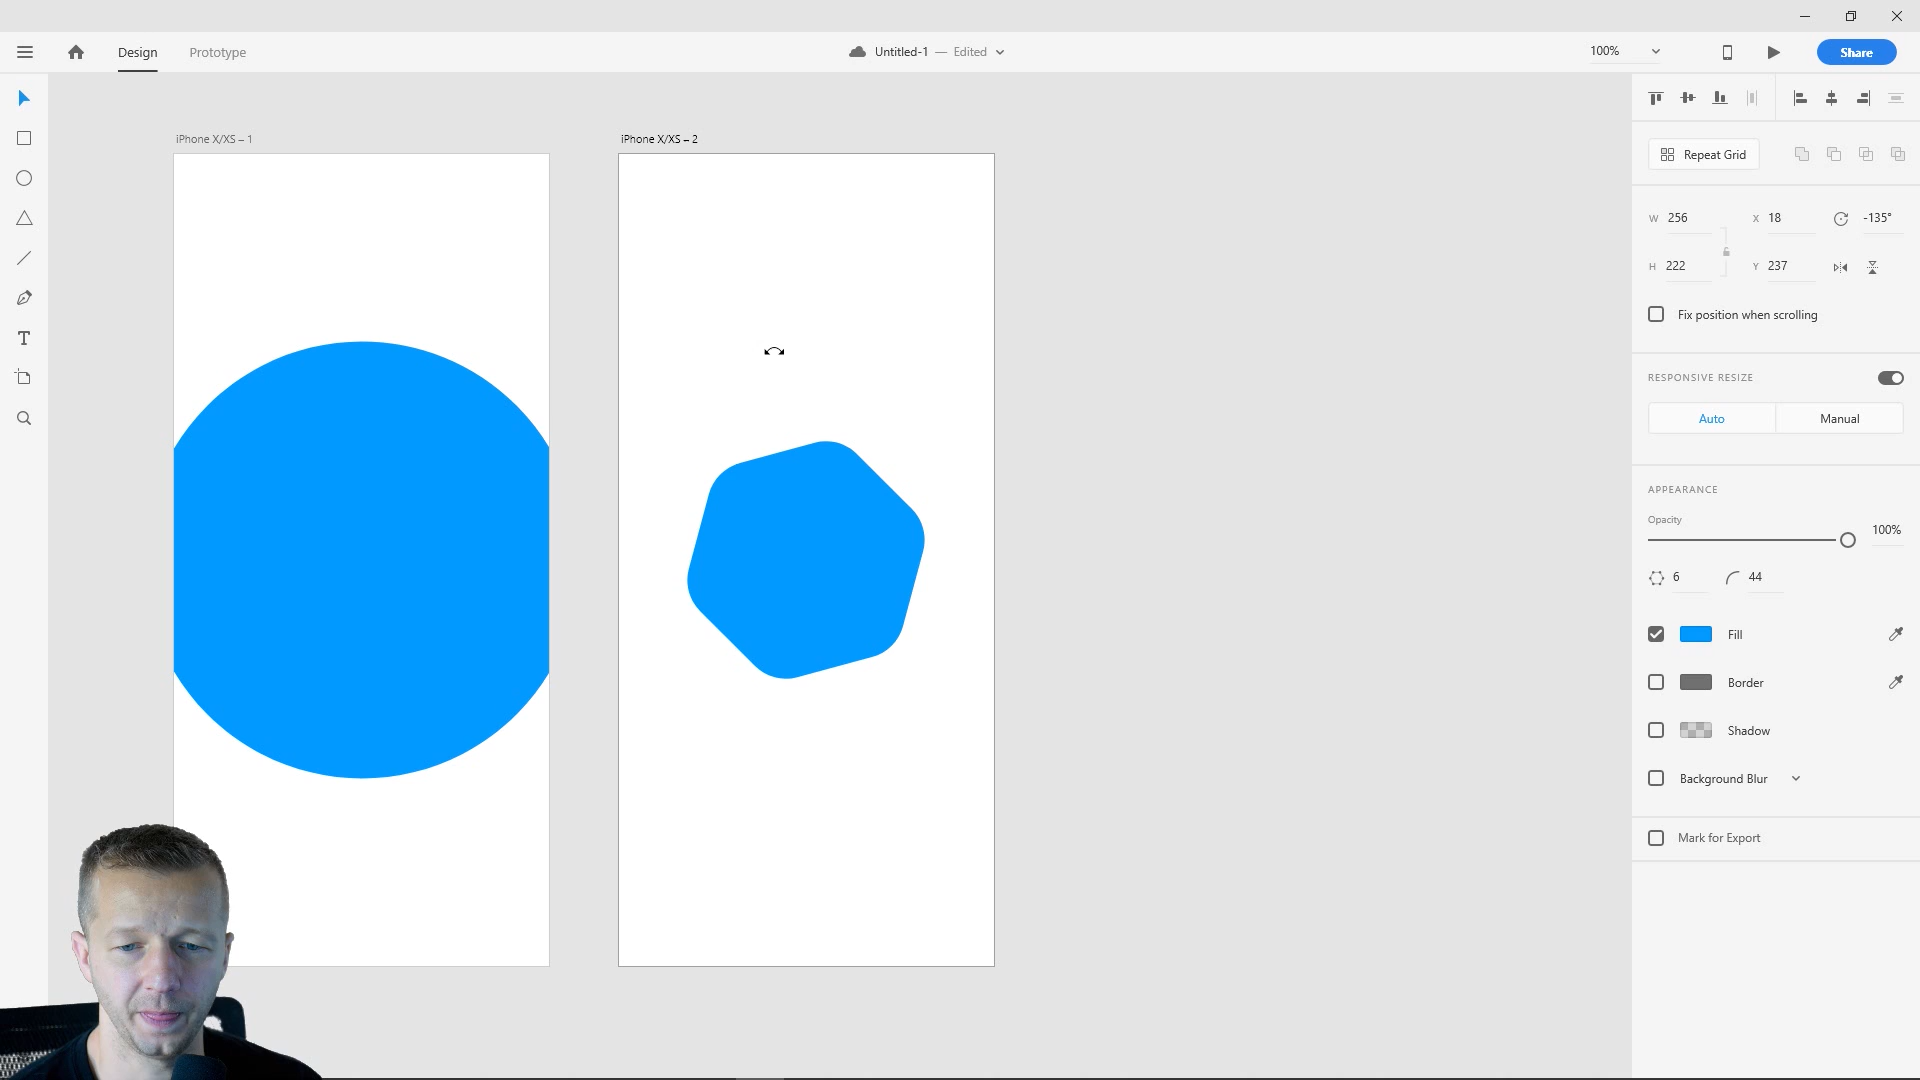 Design
Prototype
Untitled-1 — Edited
100%
Share
iPhone X/XS – 1
iPhone X/XS – 2
Repeat Grid
W 256
X 18
-135°
H 222
Y 237
Fix position when scrolling
RESPONSIVE RESIZE
Auto
Manual
APPEARANCE
Opacity
100%
6
44
Fill
Border
Shadow
Background Blur
Mark for Export